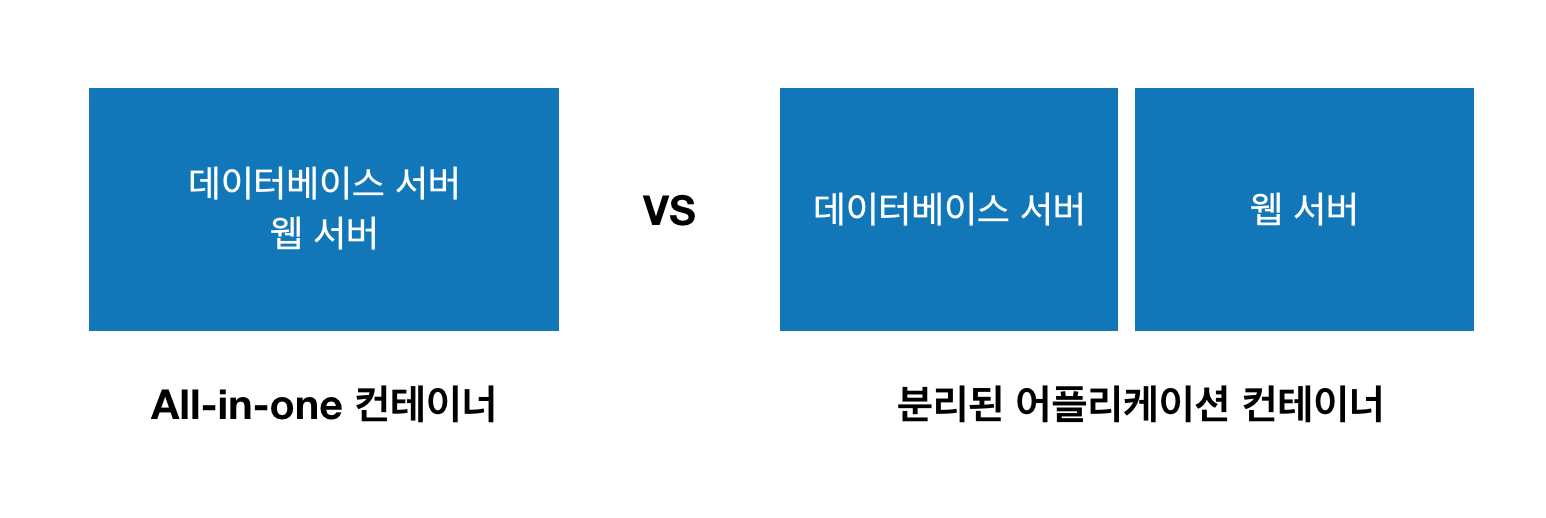 데이터베이스 서버
웹 서버
vs
데이터베이스 서버
웹 서버
All-in-one 컨테이너
분리된 어플리케이션 컨테이너